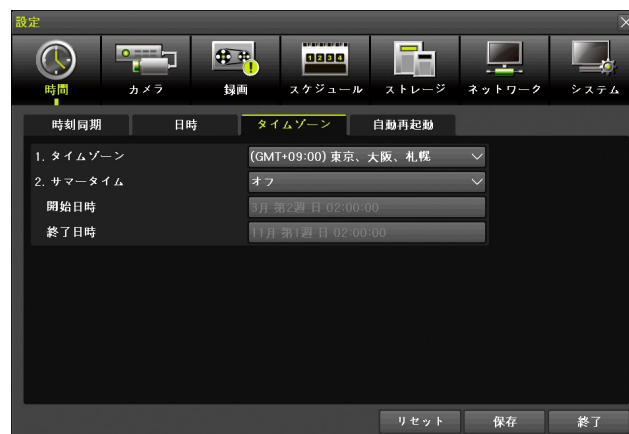 設定
1 2 3 4
時間 カメラ 録画 スケジュール ストレージ ネットワーク システム
時刻同期 日時 タイムゾーン 自動再起動
1. タイムゾーン (GMT+09:00) 東京、大阪、札幌
2. サマータイム オフ
開始日時 3月 第2週 日 02:00:00
終了日時 11月 第1週 日 02:00:00
リセット 保存 終了